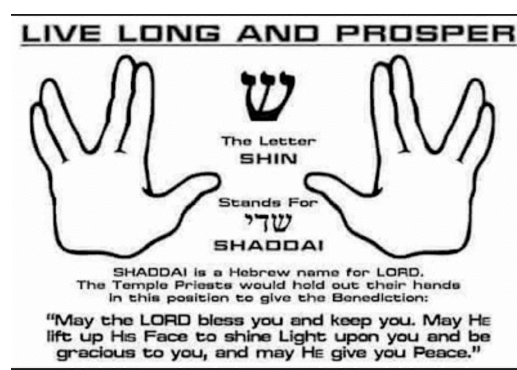 LIVE LONG AND PROSPER
ש
The Letter
SHIN
Stands For
שדי
SHADDAI
SHADDAI is a Hebrew name for LORD.
The Temple Priests would hold out their hands
in this position to give the Benediction:
"May the LORD bless you and keep you. May HE
lift up HIS Face to shine Light upon you and be
gracious to you, and may HE give you Peace."